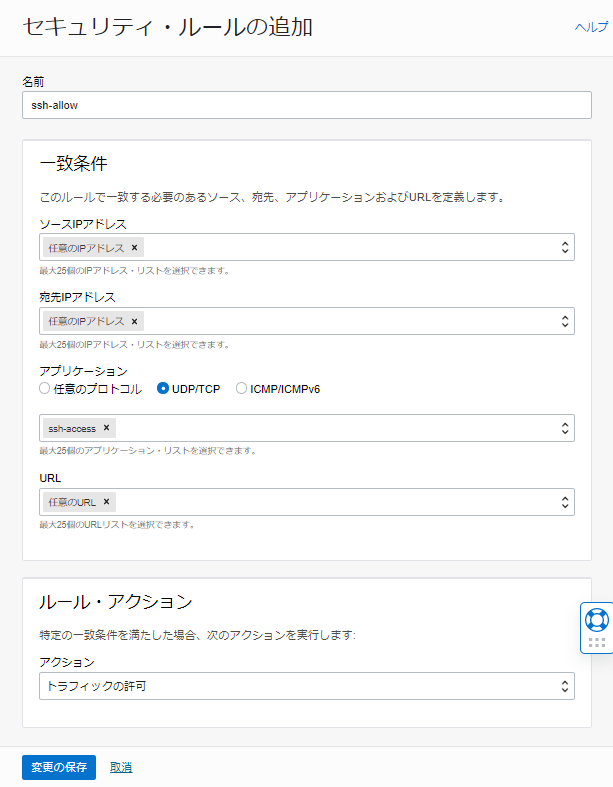 セキュリティ・ルールの追加
ヘルプ
名前
ssh-allow
一致条件
このルールで一致する必要のあるソース、宛先、アプリケーションおよびURLを定義します。
ソースIPアドレス
任意のIPアドレス ×
最大25個のIPアドレス・リストを選択できます。
宛先IPアドレス
任意のIPアドレス ×
最大25個のIPアドレス・リストを選択できます。
アプリケーション
任意のプロトコル UDP/TCP ICMP/ICMPv6
ssh-access ×
最大25個のアプリケーション・リストを選択できます。
URL
任意のURL ×
最大25個のURLリストを選択できます。
ルール・アクション
特定の一致条件を満たした場合、次のアクションを実行します:
アクション
トラフィックの許可
変更の保存 取消